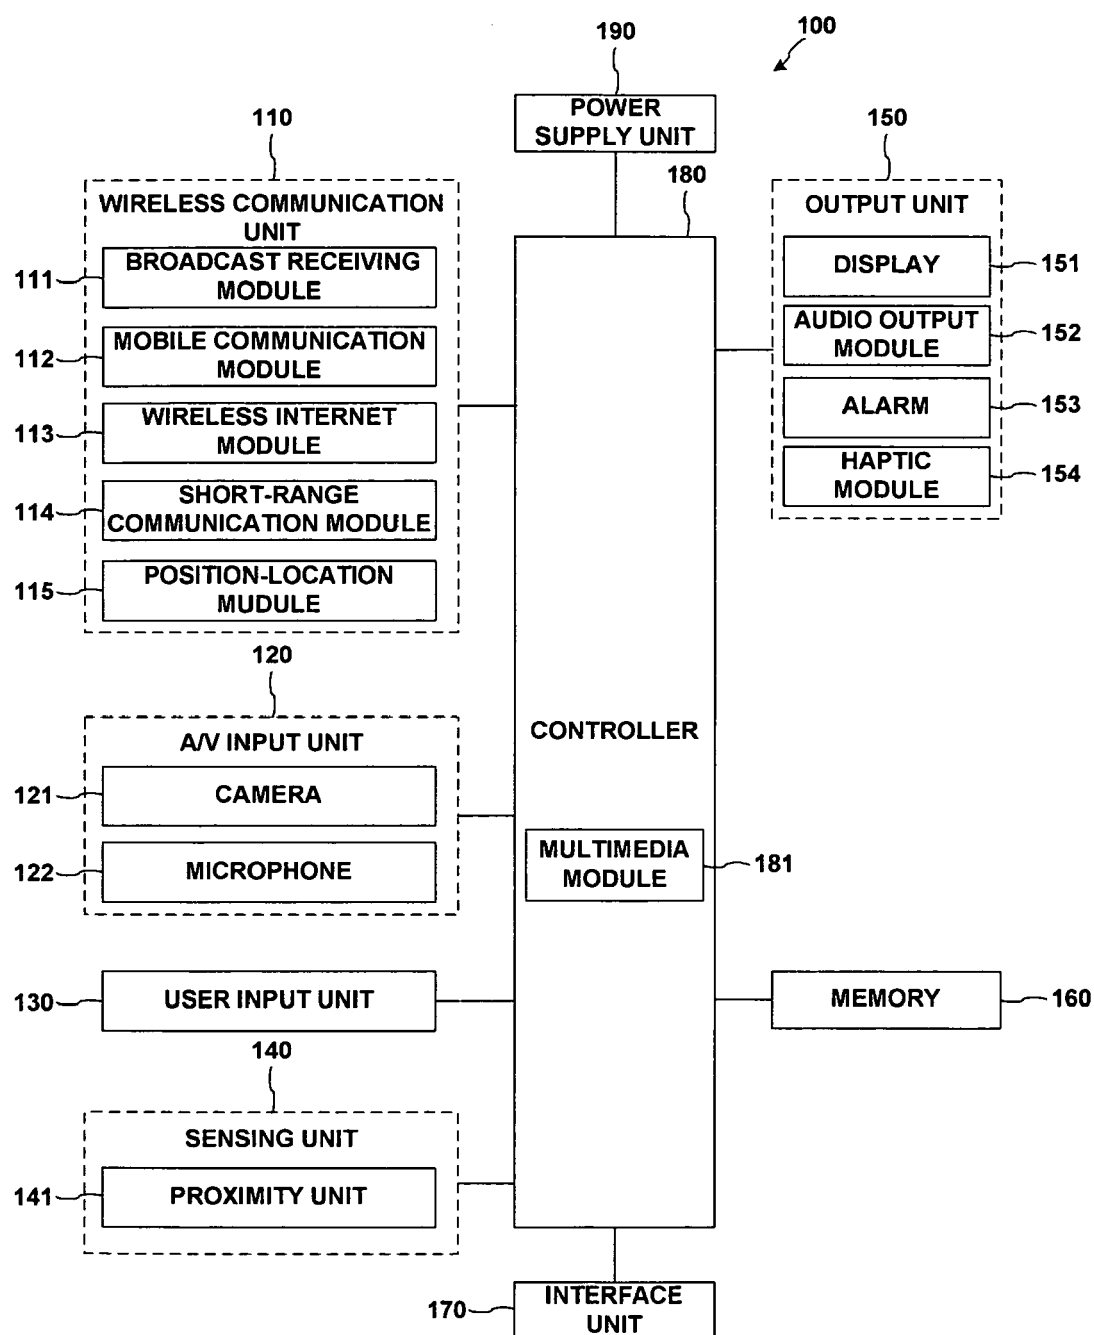 100
190
POWER
SUPPLY UNIT
110
150
180
WIRELESS COMMUNICATION
UNIT
OUTPUT UNIT
111
BROADCAST RECEIVING
MODULE
DISPLAY
151
112
MOBILE COMMUNICATION
MODULE
AUDIO OUTPUT
MODULE
152
113
WIRELESS INTERNET
MODULE
ALARM
153
114
SHORT-RANGE
COMMUNICATION MODULE
HAPTIC
MODULE
154
115
POSITION-LOCATION
MUDULE
120
A/V INPUT UNIT
CONTROLLER
121
CAMERA
122
MICROPHONE
MULTIMEDIA
MODULE
181
130
USER INPUT UNIT
MEMORY
160
140
SENSING UNIT
141
PROXIMITY UNIT
170
INTERFACE
UNIT